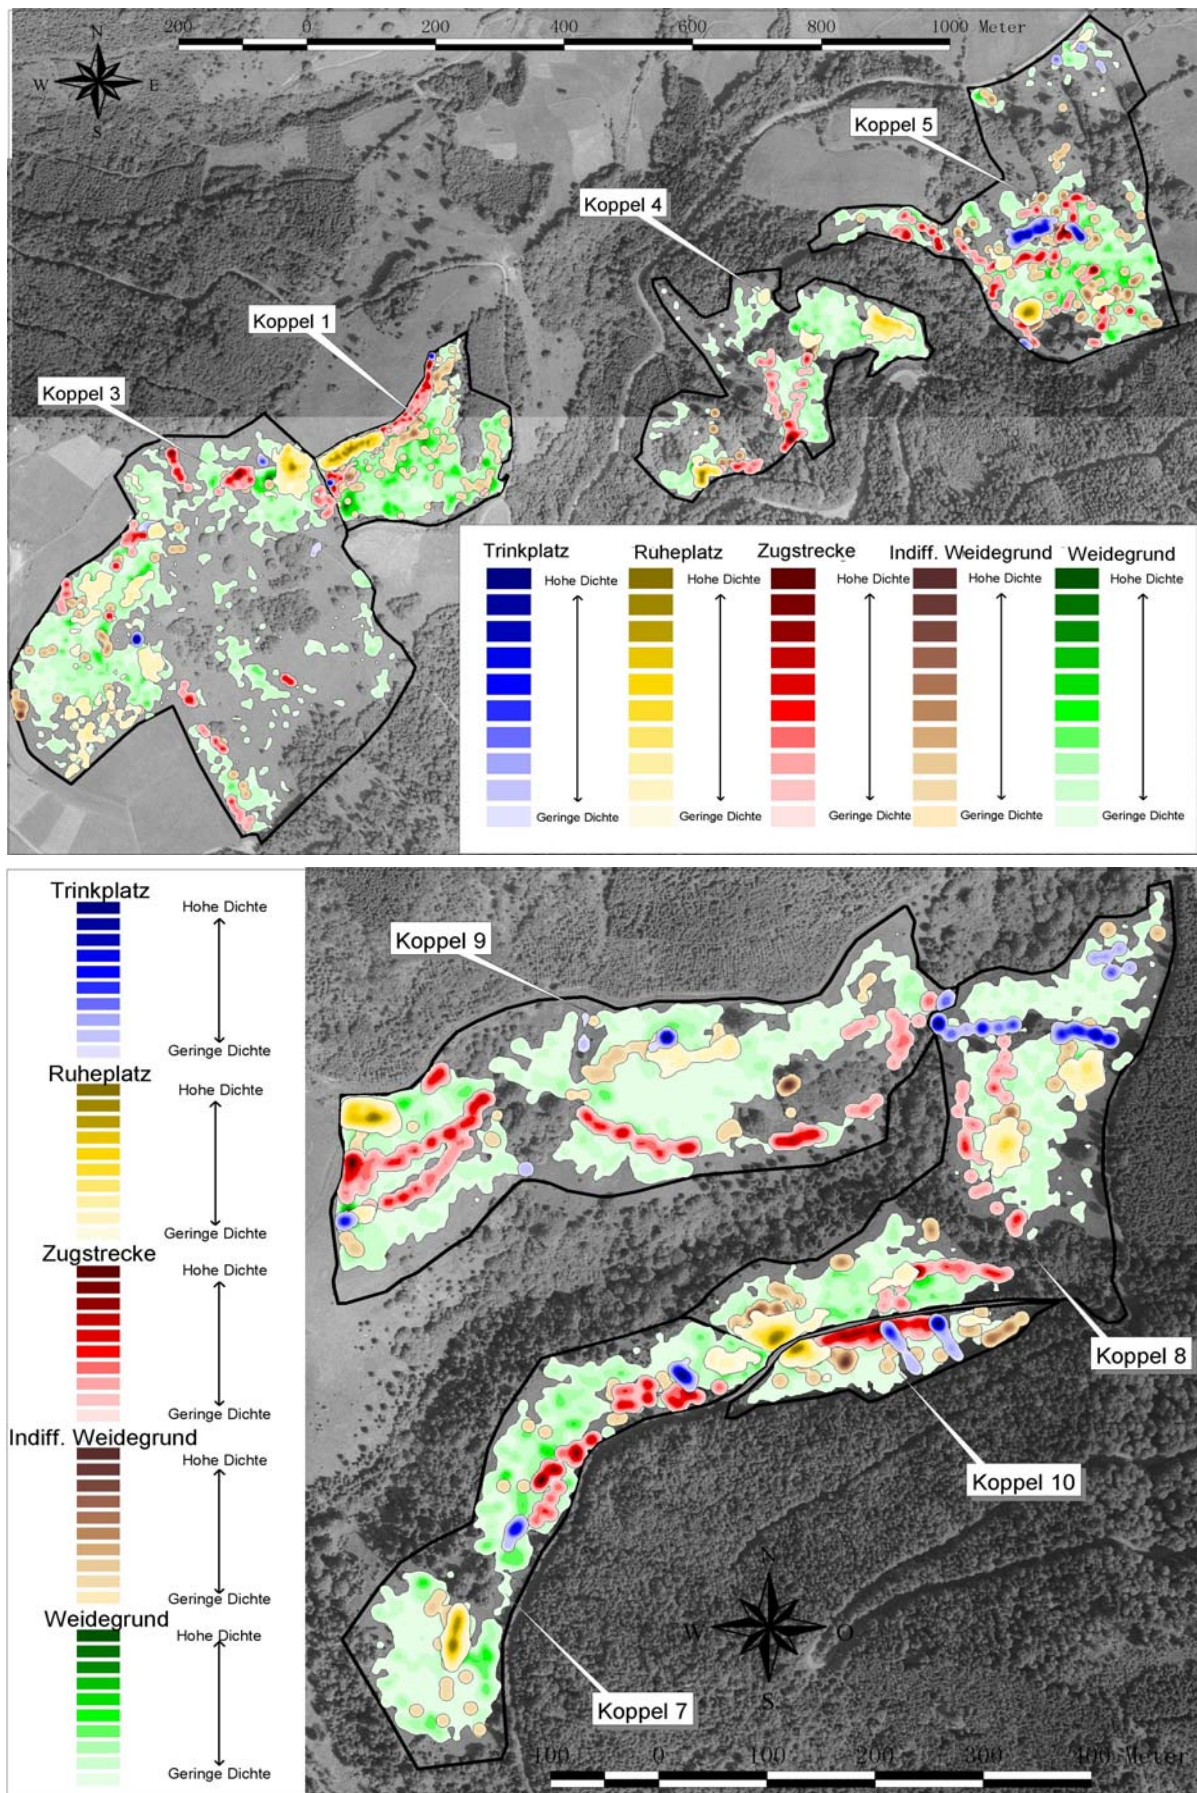 200 0 200 400 600 800 1000 Meter
N
W E
S
Koppel 5
Koppel 4
Koppel 1
Koppel 3
Trinkplatz Ruheplatz Zugstrecke Indiff. Weidegrund Weidegrund
Hohe Dichte Hohe Dichte Hohe Dichte Hohe Dichte Hohe Dichte
Geringe Dichte Geringe Dichte Geringe Dichte Geringe Dichte Geringe Dichte
Trinkplatz
Hohe Dichte
Geringe Dichte
Ruheplatz
Hohe Dichte
Geringe Dichte
Zugstrecke
Hohe Dichte
Geringe Dichte
Indiff. Weidegrund
Hohe Dichte
Geringe Dichte
Weidegrund
Hohe Dichte
Geringe Dichte
Koppel 9
Koppel 8
Koppel 10
N
W O
S
Koppel 7
100 0 100 200 300 400 Meter